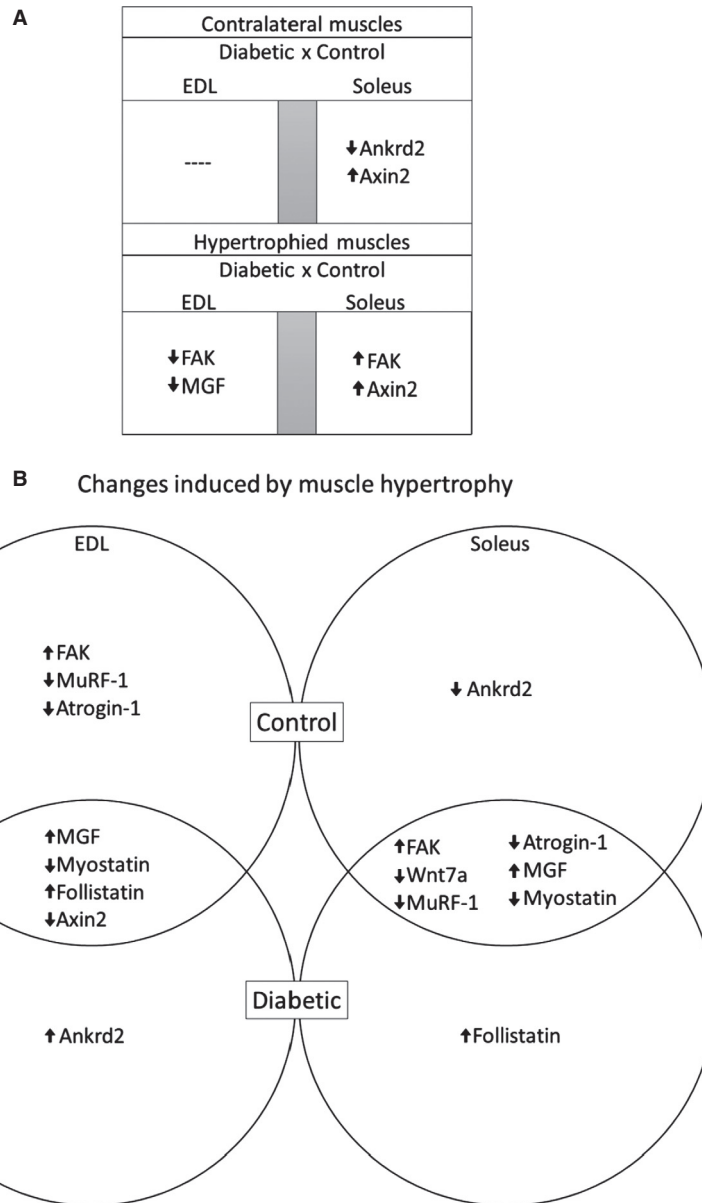 A
Contralateral muscles
Diabetic x Control
EDL Soleus
---- ↓Ankrd2
↑Axin2
Hypertrophied muscles
Diabetic x Control
EDL Soleus
↓FAK ↑FAK
↓MGF ↑Axin2
B Changes induced by muscle hypertrophy
EDL
↑FAK
↓MuRF-1
↓Atrogin-1
Soleus
↓Ankrd2
Control
↑MGF
↓Myostatin
↑Follistatin
↓Axin2
↑FAK
↓Wnt7a
↓MuRF-1
↓Atrogin-1
↑MGF
↓Myostatin
Diabetic
↑Ankrd2
↑Follistatin